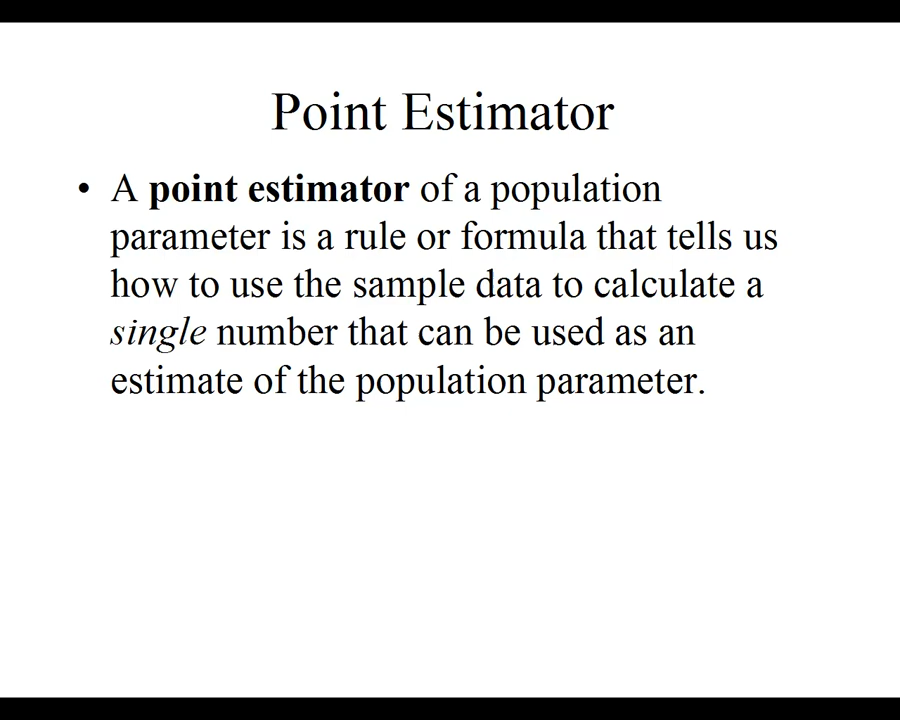 Point Estimator
• A point estimator of a population
parameter is a rule or formula that tells us
how to use the sample data to calculate a
single number that can be used as an
estimate of the population parameter.